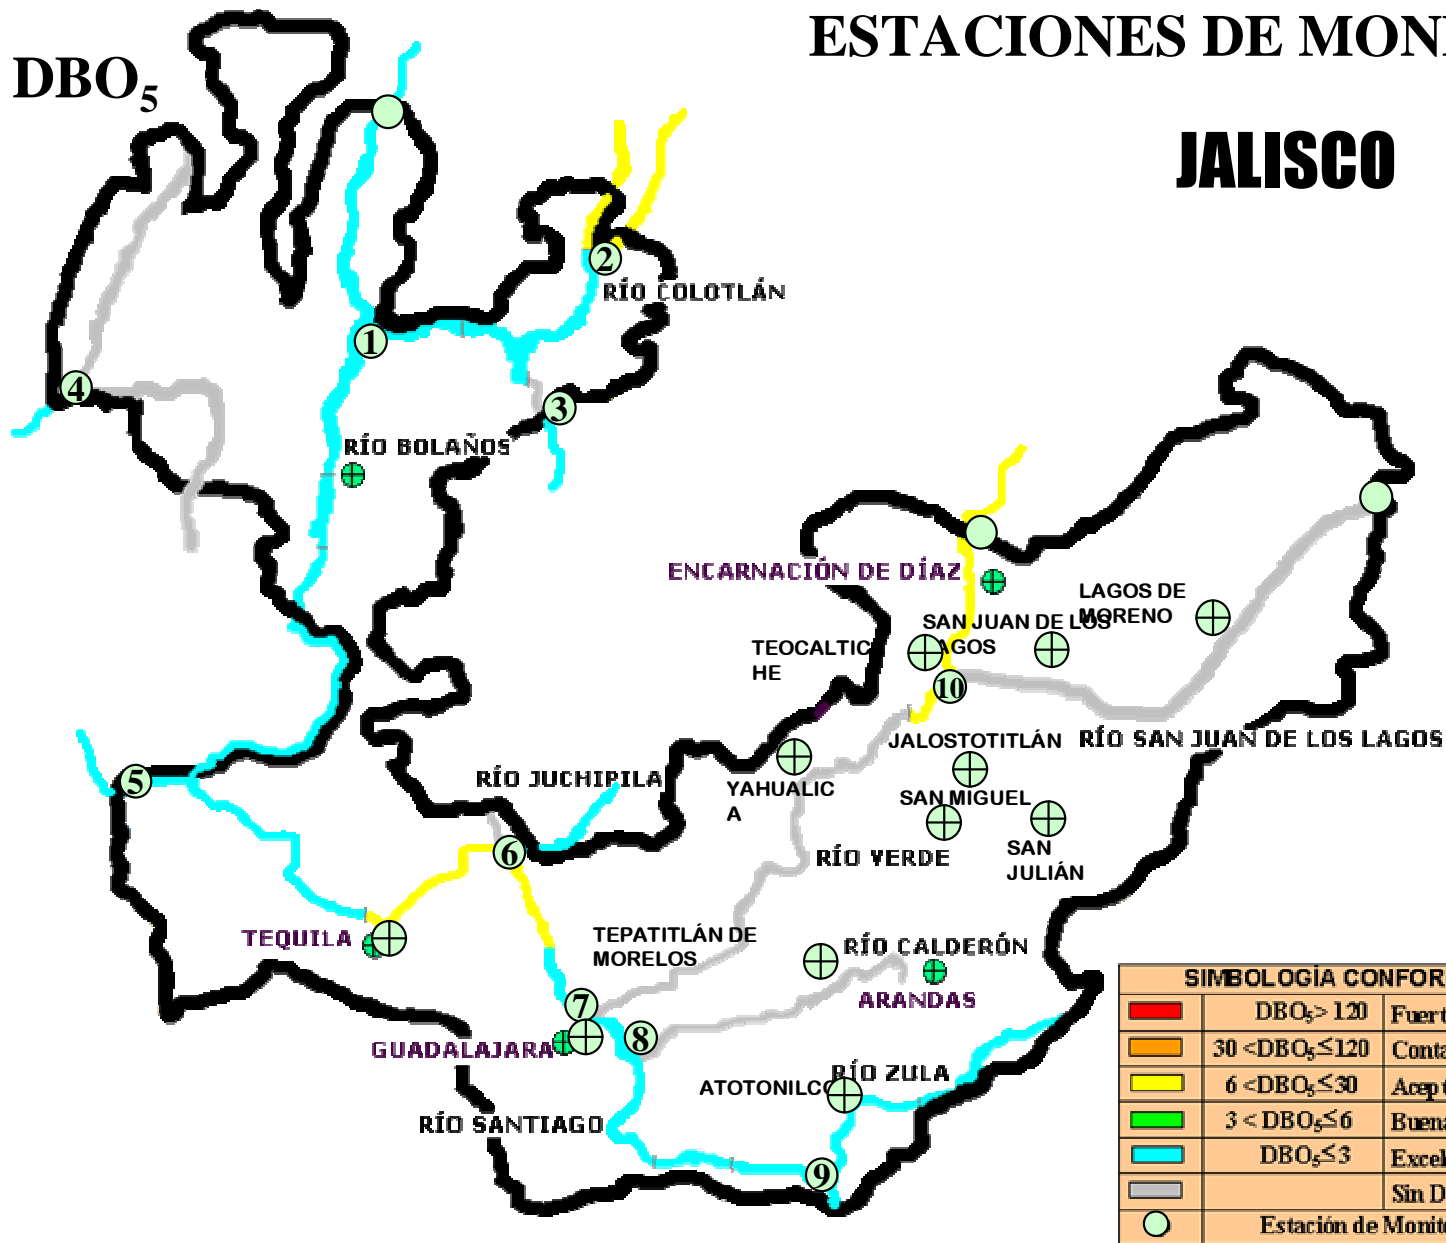 ESTACIONES DE MONI
DBO5
JALISCO
2
RÍO COLOTLÁN
1
4
3
RÍO BOLAÑOS
ENCARNACIÓN DE DÍAZ
LAGOS DE
MORENO
SAN JUAN DE LOS
LAGOS
TEOCALTIC
HE
10
RÍO SAN JUAN DE LOS LAGOS
JALOSTOTITLÁN
5
RÍO JUCHIPILA
YAHUALIC
A
SAN MIGUEL
6
RÍO VERDE
SAN
JULIÁN
TEQUILA
TEPATITLÁN DE
MORELOS
RÍO CALDERÓN
ARANDAS
7
8
GUADALAJARA
ATOTONILCO
RÍO ZULA
RÍO SANTIAGO
9
SIMBOLOGÍA CONFOR
DBO5> 120 Fuert
30 <DBO5≤120 Conta
6 <DBO5≤30 Acept
3 < DBO5≤6 Buena
DBO5≤3 Excel
Sin D
Estación de Monito